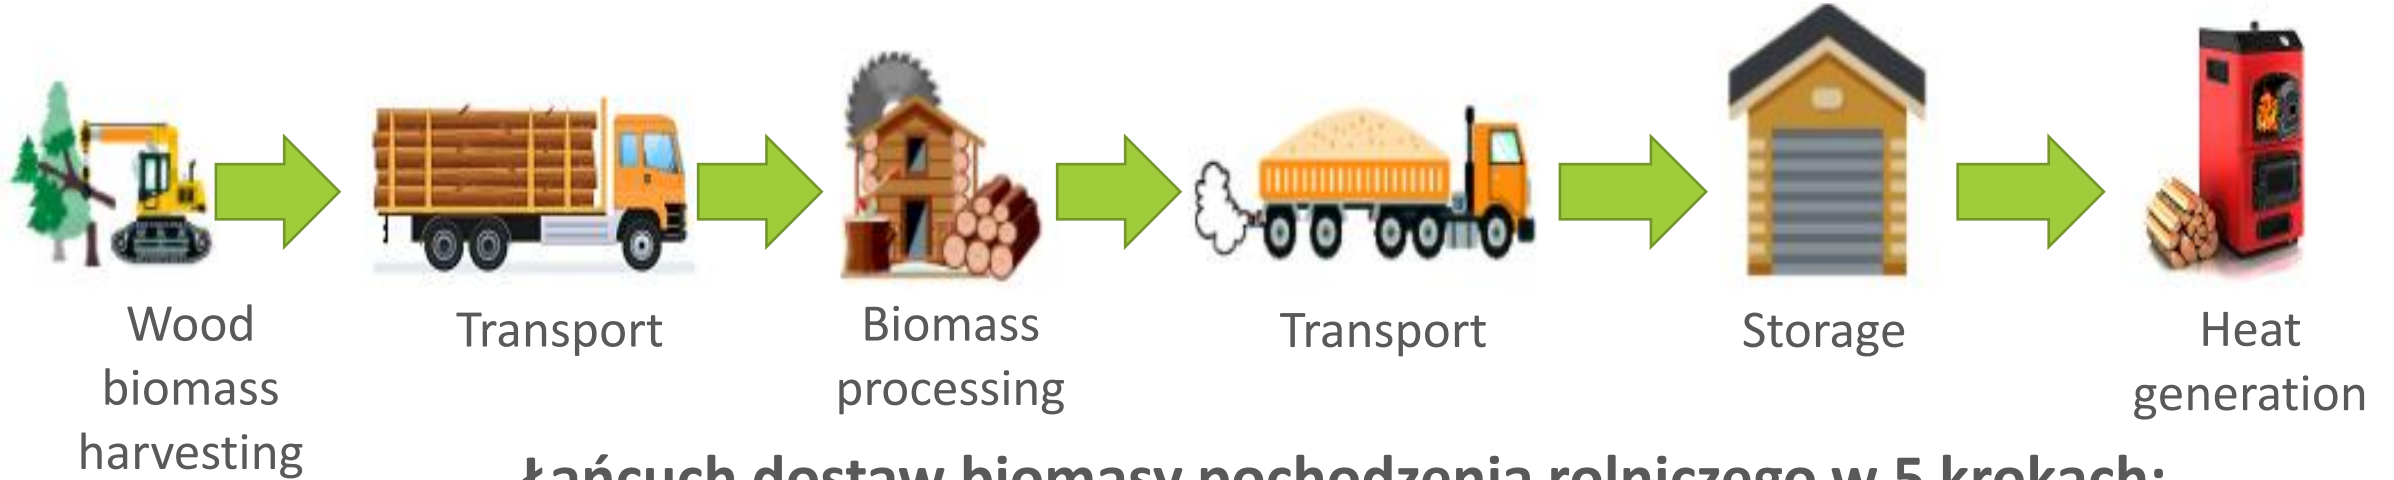 Wood
biomass
harvesting
Transport
Biomass
processing
Transport
Storage
Heat
generation
Łańcuch dostaw biomasy pochodzenia rolniczego w 5 krokach: